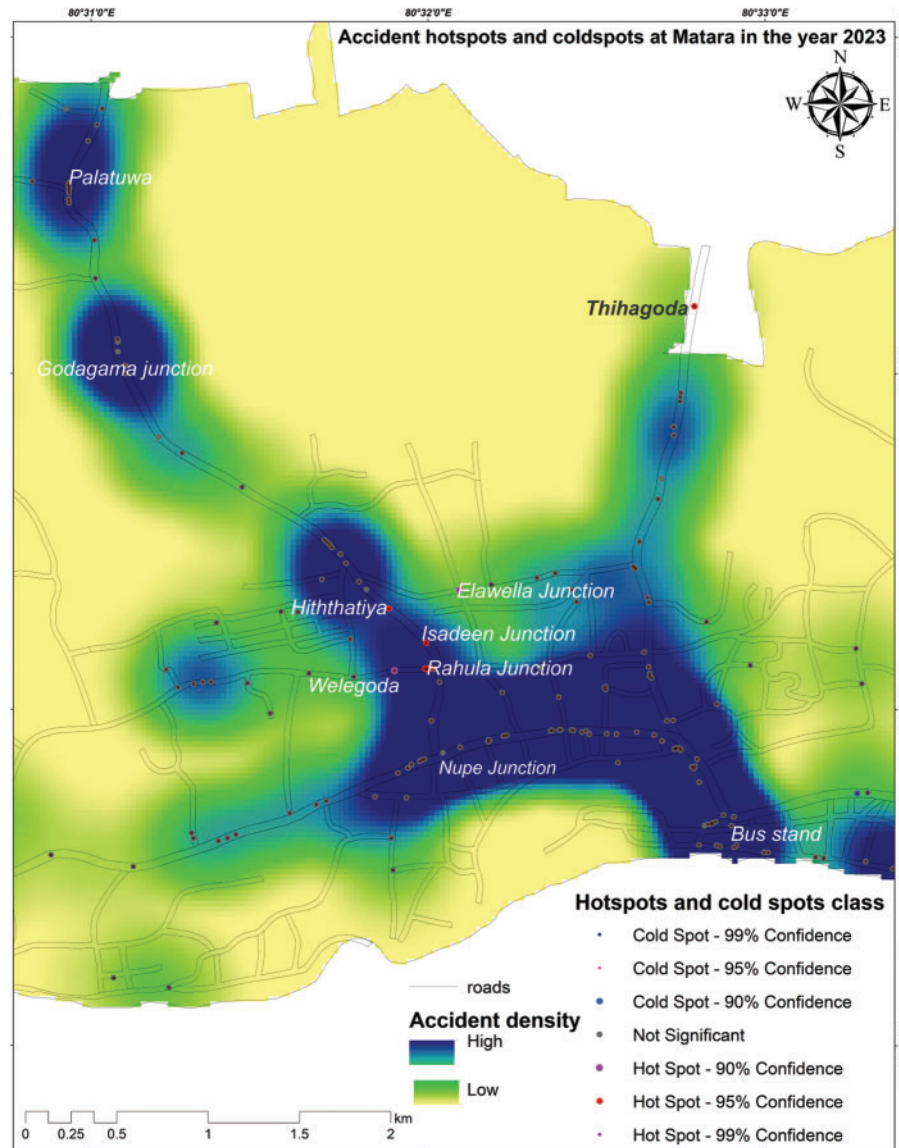 80°31'0"E
80°32'0"E
80°33'0"E
Accident hotspots and coldspots at Matara in the year 2023
N
W
E
S
Palatuwa
Thihagoda
Godagama junction
Elawella Junction
Hiththatiya
Isadeen Junction
Rahula Junction
Welegoda
Nupe Junction
Bus stand
Hotspots and cold spots class
Cold Spot - 99% Confidence
Cold Spot - 95% Confidence
Cold Spot - 90% Confidence
Not Significant
Hot Spot - 90% Confidence
Hot Spot - 95% Confidence
Hot Spot - 99% Confidence
roads
Accident density
High
Low
km
0 0.25 0.5 1 1.5 2